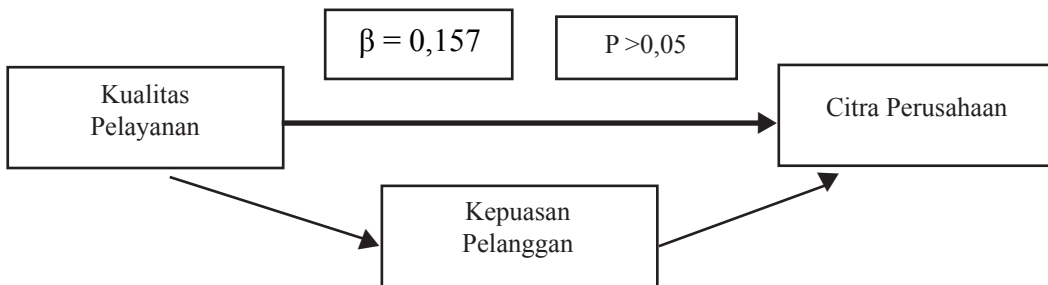 β = 0,157
P >0,05
Kualitas
Pelayanan
Citra Perusahaan
Kepuasan
Pelanggan